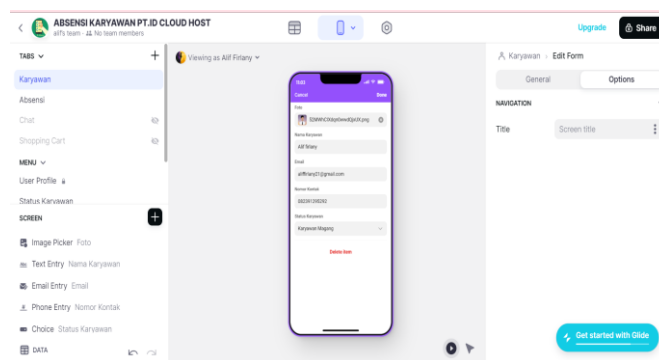 ABSENSI KARYAWAN PT.ID CLOUD HOST
alif's team · No team members
Upgrade
Share
TABS
Karyawan
Absensi
Chat
Shopping Cart
MENU
User Profile
Status Karyawan
SCREEN
Image Picker Foto
Text Entry Nama Karyawan
Email Entry Email
Phone Entry Nomor Kontak
Choice Status Karyawan
DATA
Viewing as Alif Firlany
11:03
Cancel
Done
Foto
Nama Karyawan
Alif firlany
Email
Nomor Kontak
Status Karyawan
Karyawan Magang
Delete item
Karyawan
Edit Form
General
Options
NAVIGATION
Title
Screen title
Get started with Glide